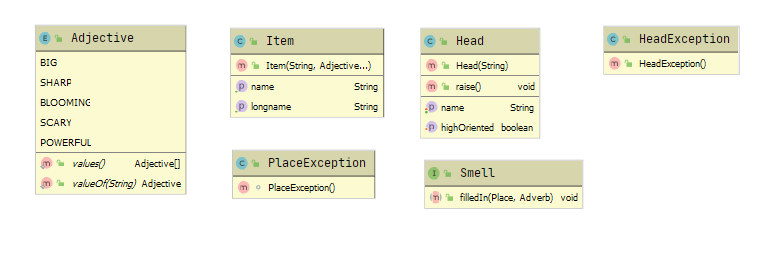 E Adjective
BIG
SHARP
BLOOMING
SCARY
POWERFUL
m values() Adjective[]
m valueOf(String) Adjective
C Item
m Item(String, Adjective...)
p name String
p longname String
C Head
m Head(String)
m raise() void
p name String
p highOriented boolean
C HeadException
m HeadException()
C PlaceException
m PlaceException()
I Smell
m filledIn(Place, Adverb) void